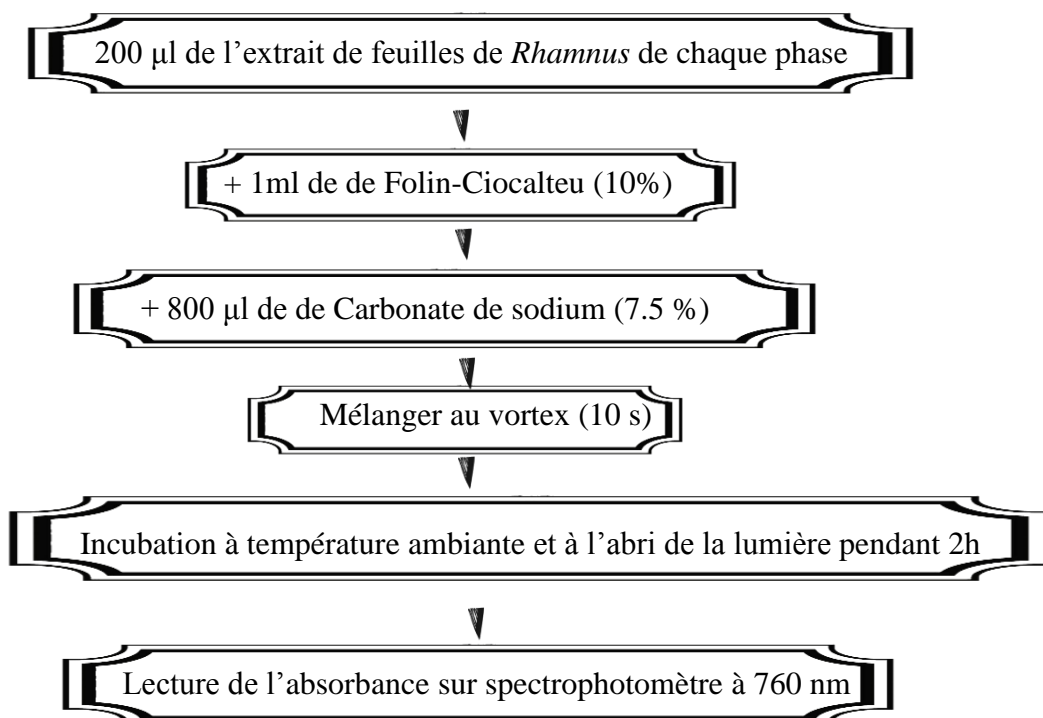 200 μl de l’extrait de feuilles de Rhamnus de chaque phase
+ 1ml de de Folin-Ciocalteu (10%)
+ 800 μl de de Carbonate de sodium (7.5 %)
Mélanger au vortex (10 s)
Incubation à température ambiante et à l’abri de la lumière pendant 2h
Lecture de l’absorbance sur spectrophotomètre à 760 nm